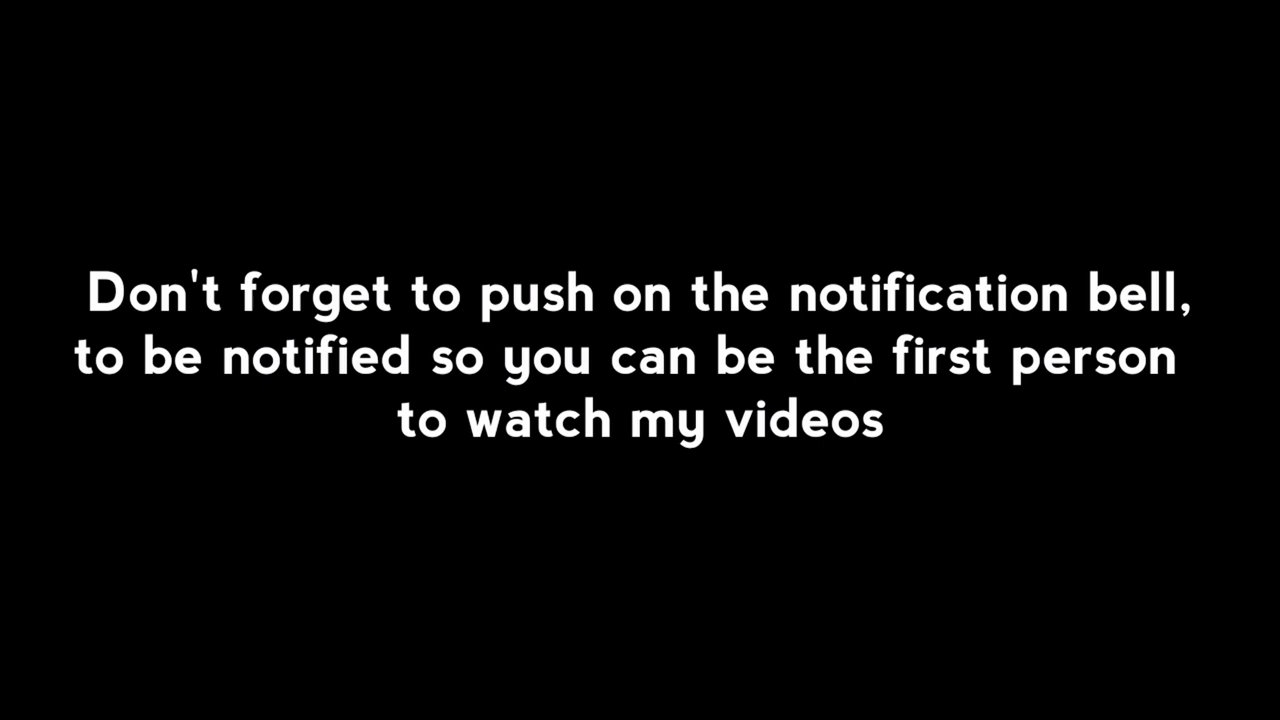 Don't forget to push on the notification bell,
to be notified so you can be the first person
to watch my videos